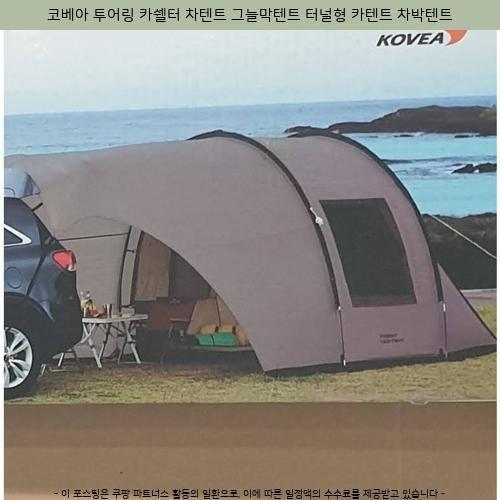 코베아 투어링 카쉘터 차텐트 그늘막텐트 터널형 카텐트 차박텐트
KOVEA
- 이 포스팅은 쿠팡 파트너스 활동의 일환으로, 이에 따른 일정액의 수수료를 제공받고 있습니다 -